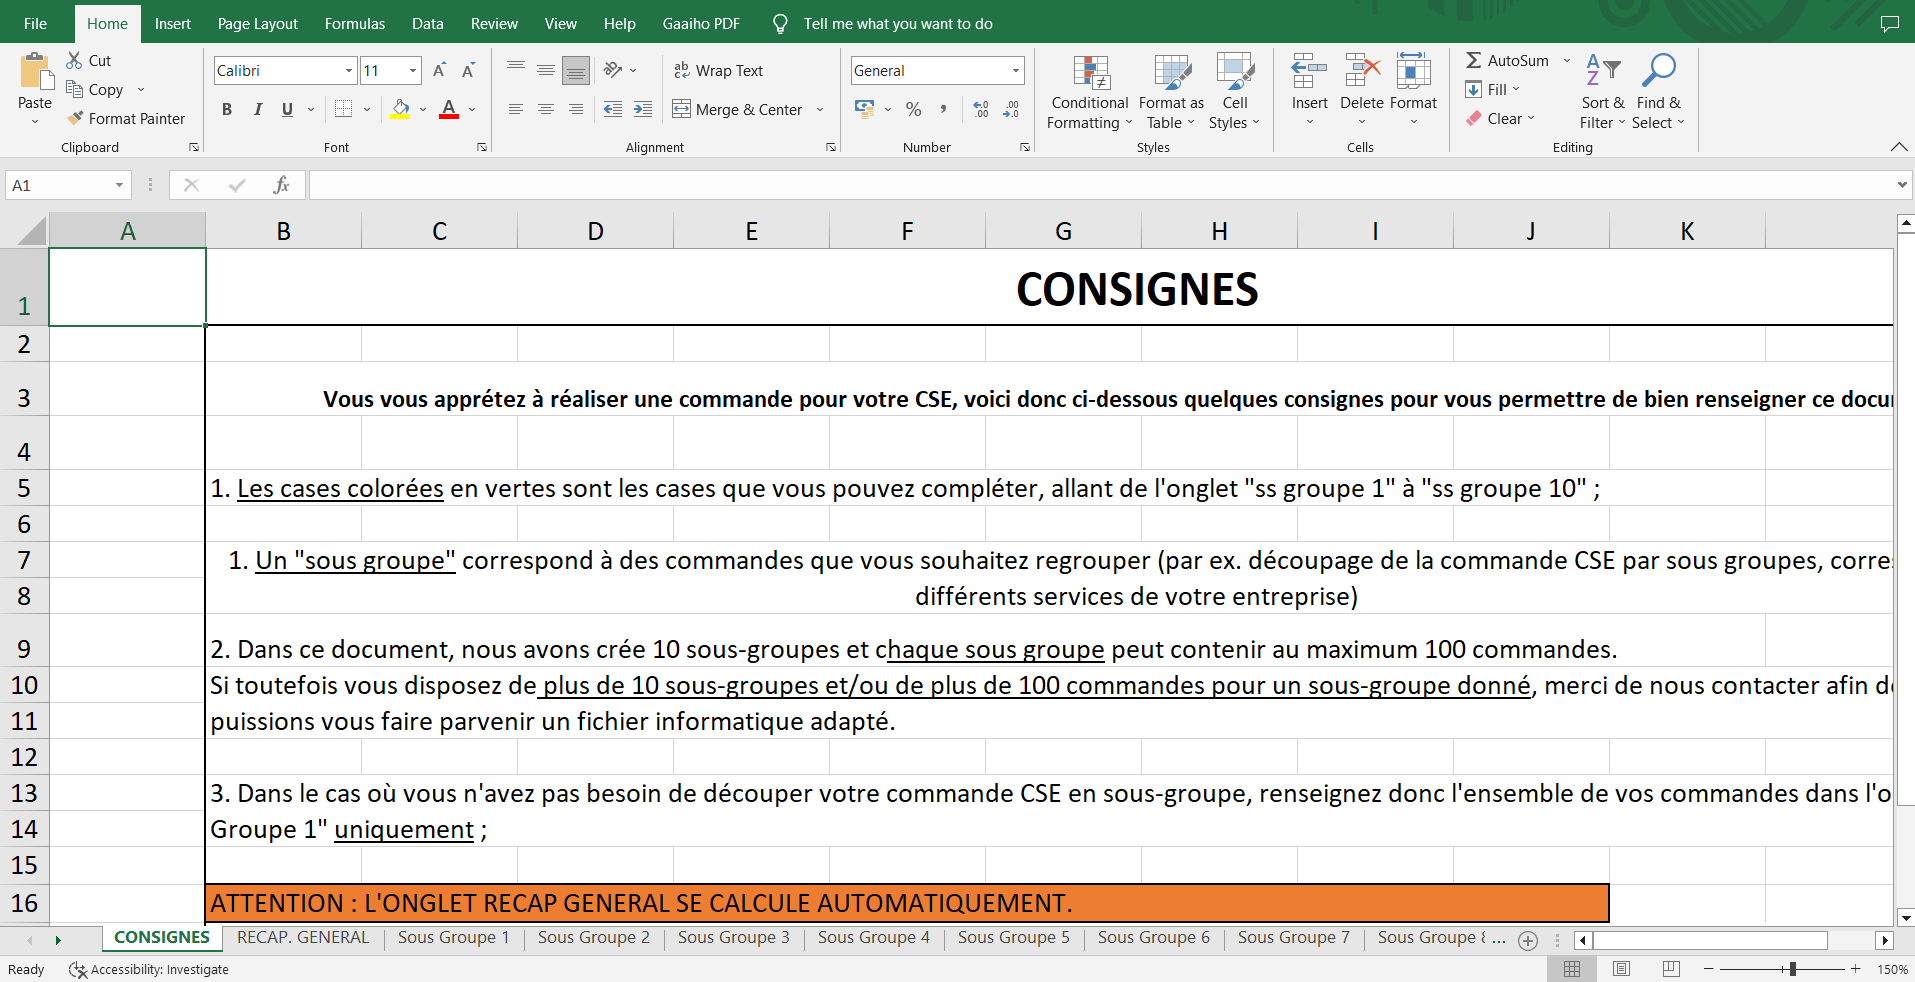 File Home Insert Page Layout Formulas Data Review View Help Gaaiho PDF Tell me what you want to do
Paste
Cut
Copy
Format Painter
Clipboard
Calibri 11
B I U
Font
Wrap Text
Merge & Center
Alignment
General
Number
Conditional Formatting
Format as Table
Cell Styles
Styles
Insert Delete Format
Cells
AutoSum
Fill
Clear
Sort & Filter
Find & Select
Editing
A1
fx
A B C D E F G H I J K
1 CONSIGNES
2
3 Vous vous apprétez à réaliser une commande pour votre CSE, voici donc ci-dessous quelques consignes pour vous permettre de bien renseigner ce docu
4
5 1. Les cases colorées en vertes sont les cases que vous pouvez compléter, allant de l'onglet "ss groupe 1" à "ss groupe 10" ;
6
7 1. Un "sous groupe" correspond à des commandes que vous souhaitez regrouper (par ex. découpage de la commande CSE par sous groupes, corre
8 différents services de votre entreprise)
9 2. Dans ce document, nous avons crée 10 sous-groupes et chaque sous groupe peut contenir au maximum 100 commandes.
10 Si toutefois vous disposez de plus de 10 sous-groupes et/ou de plus de 100 commandes pour un sous-groupe donné, merci de nous contacter afin d
11 puissions vous faire parvenir un fichier informatique adapté.
12
13 3. Dans le cas où vous n'avez pas besoin de découper votre commande CSE en sous-groupe, renseignez donc l'ensemble de vos commandes dans l'o
14 Groupe 1" uniquement ;
15
16 ATTENTION : L'ONGLET RECAP GENERAL SE CALCULE AUTOMATIQUEMENT.
CONSIGNES RECAP. GENERAL Sous Groupe 1 Sous Groupe 2 Sous Groupe 3 Sous Groupe 4 Sous Groupe 5 Sous Groupe 6 Sous Groupe 7 Sous Groupe 8 ...
Ready Accessibility: Investigate 150%